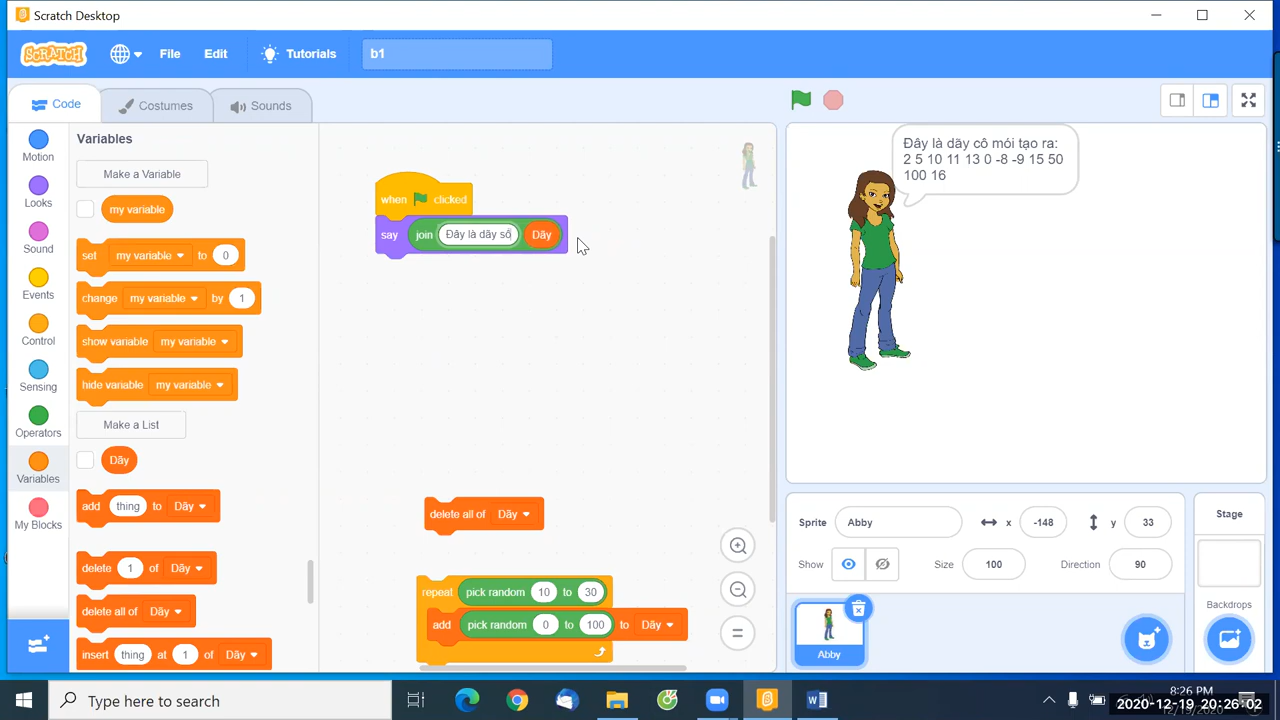 Scratch Desktop
SCRATCH
File
Edit
Tutorials
b1
Code
Costumes
Sounds
Motion
Looks
Sound
Events
Control
Sensing
Operators
Variables
My Blocks
Variables
Make a Variable
my variable
set my variable to 0
change my variable by 1
show variable my variable
hide variable my variable
Make a List
Dãy
add thing to Dãy
delete 1 of Dãy
delete all of Dãy
insert thing at 1 of Dãy
when clicked
say join Đây là dãy số Dãy
delete all of Dãy
repeat pick random 10 to 30
add pick random 0 to 100 to Dãy
Đây là dãy cô mói tạo ra:
2 5 10 11 13 0 -8 -9 15 50
100 16
Sprite Abby x -148 y 33
Show Size 100 Direction 90
Abby
Stage
Backdrops
Type here to search
8:26 PM
2020-12-19 20:26:02